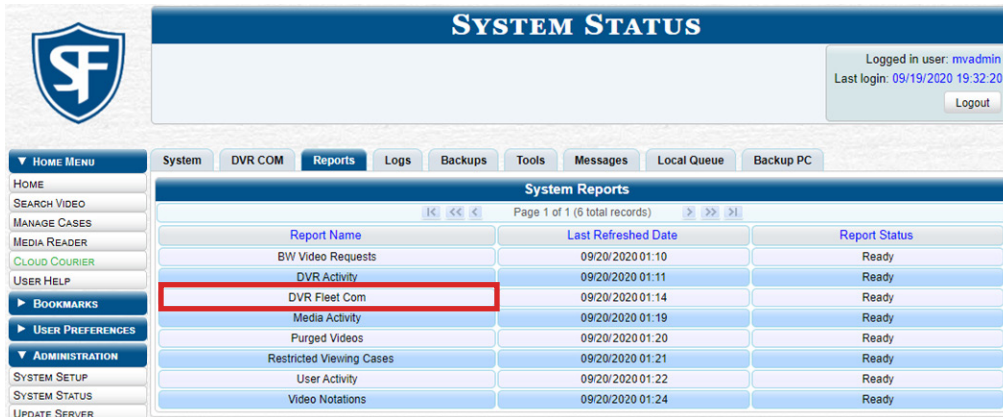 SYSTEM STATUS
SF
Logged in user: mvadmin
Last login: 09/19/2020 19:32:20
Logout
▼ HOME MENU
HOME
SEARCH VIDEO
MANAGE CASES
MEDIA READER
CLOUD COURIER
USER HELP
► BOOKMARKS
► USER PREFERENCES
▼ ADMINISTRATION
SYSTEM SETUP
SYSTEM STATUS
UPDATE SERVER
System DVR COM Reports Logs Backups Tools Messages Local Queue Backup PC
System Reports
Page 1 of 1 (6 total records)
Report Name Last Refreshed Date Report Status
BW Video Requests 09/20/2020 01:10 Ready
DVR Activity 09/20/2020 01:11 Ready
DVR Fleet Com 09/20/2020 01:14 Ready
Media Activity 09/20/2020 01:19 Ready
Purged Videos 09/20/2020 01:20 Ready
Restricted Viewing Cases 09/20/2020 01:21 Ready
User Activity 09/20/2020 01:22 Ready
Video Notations 09/20/2020 01:24 Ready